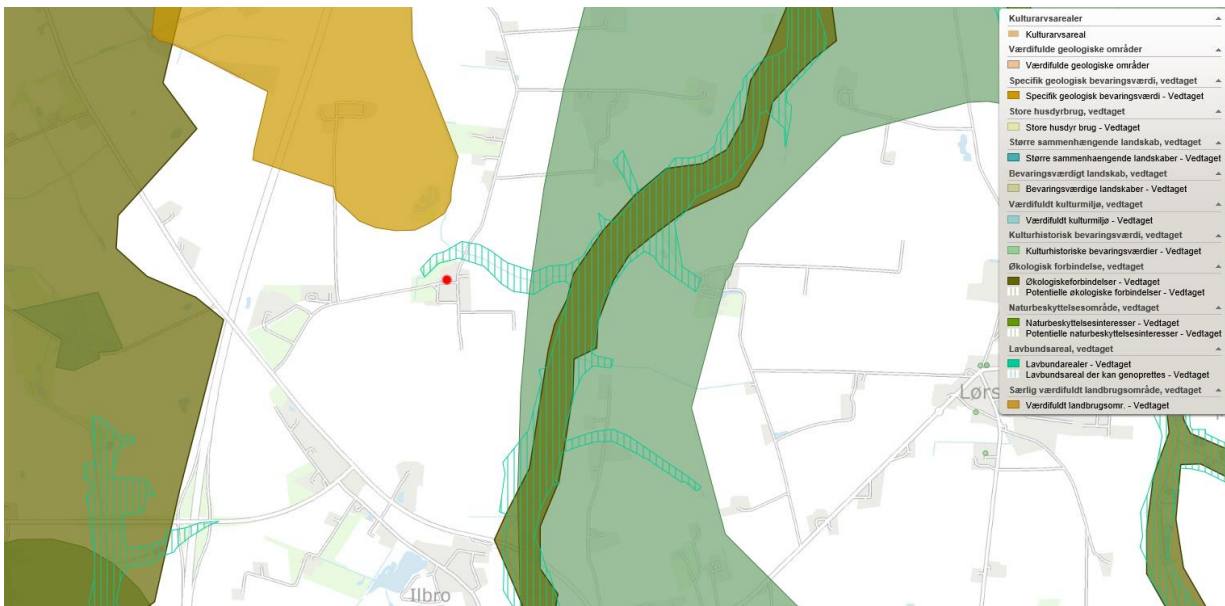 Kulturarvsarealer
Kulturarvsareal
Værdifulde geologiske områder
Værdifulde geologiske områder
Specifik geologisk bevaringsværdi, vedtaget
Specifik geologisk bevaringsværdi - Vedtaget
Store husdyrbrug, vedtaget
Store husdyr brug - Vedtaget
Større sammenhængende landskab, vedtaget
Større sammenhaengende landskaber - Vedtaget
Bevaringsværdigt landskab, vedtaget
Bevaringsværdige landskaber - Vedtaget
Værdifuldt kulturmiljø, vedtaget
Værdifuldt kulturmiljø - Vedtaget
Kulturhistorisk bevaringsværdi, vedtaget
Kulturhistoriske bevaringsværdier - Vedtaget
Økologisk forbindelse, vedtaget
Økologiskeforbindelser - Vedtaget
Potentielle økologiske forbindelser - Vedtaget
Naturbeskyttelsesområde, vedtaget
Naturbeskyttelsesinteresser - Vedtaget
Potentielle naturbeskyttelsesinteresser - Vedtaget
Lavbundsareal, vedtaget
Lavbundarealer - Vedtaget
Lavbundsareal der kan genoprettes - Vedtaget
Særlig værdifuldt landbrugsområde, vedtaget
Værdifuldt landbrugsomr. - Vedtaget
Lørs
Ilbro